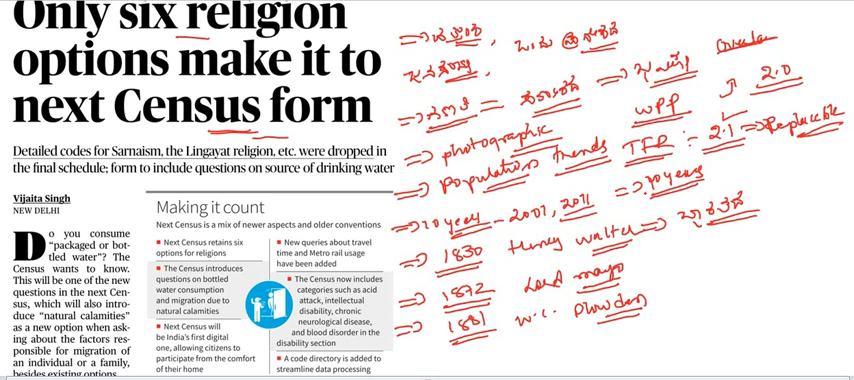 Only six religion
options make it to
next Census form
Detailed codes for Sarnaism, the Lingayat religion, etc. were dropped in
the final schedule; form to include questions on source of drinking water
Vijaita Singh
NEW DELHI
Do you consume
"packaged or bot-
tled water"? The
Census wants to know.
This will be one of the new
questions in the next Cen-
sus, which will also intro-
duce "natural calamities"
as a new option when ask-
ing about the factors res-
ponsible for migration of
an individual or a family,
besides existing options
Making it count
Next Census is a mix of newer aspects and older conventions
Next Census retains six
options for religions
The Census introduces
questions on bottled
water consumption
and migration due to
natural calamities
Next Census will
be India's first digital
one, allowing citizens to
participate from the comfort
of their home
New queries about travel
time and Metro rail usage
have been added
The Census now includes
categories such as acid
attack, intellectual
disability, chronic
neurological disease,
and blood disorder in the
disability section
A code directory is added to
streamline data processing
2.0
⇒ photographic
⇒ population trends TFR :- 2.1 ⇒ Replaceble
⇒ 10 years - 2001, 2011 ⇒ 10 years
⇒ 1830 Henry walter ⇒
⇒ 1872 Lord mayo
⇒ 1881 W.C. plowden